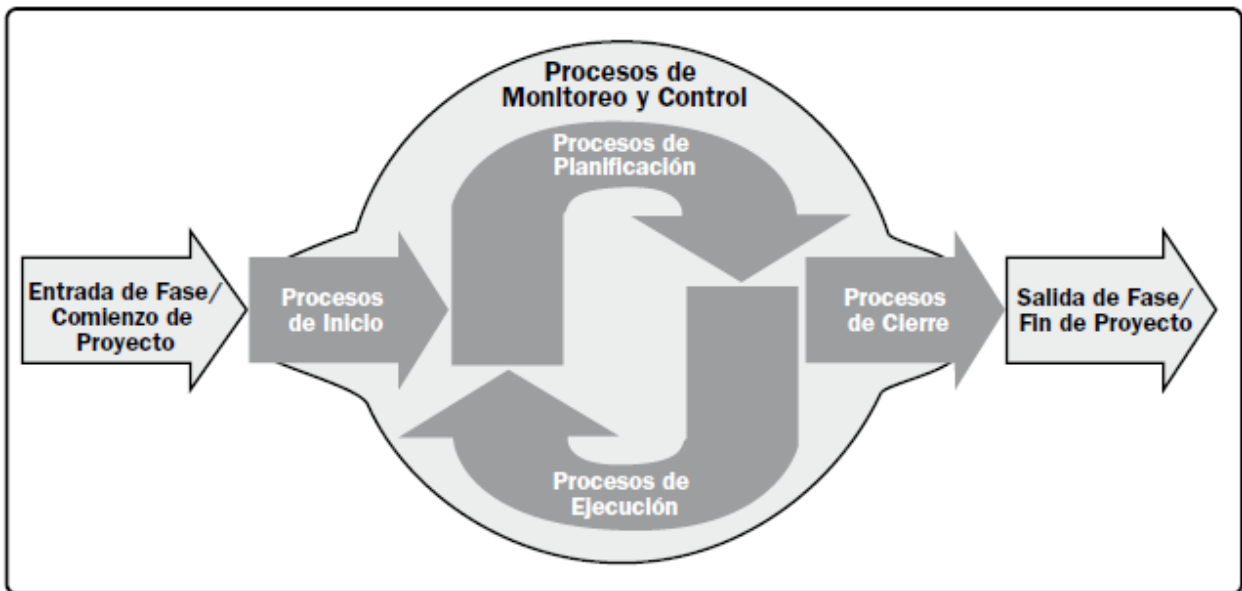 Procesos de
Monitoreo y Control
Procesos de
Planificación
Entrada de Fase/
Comienzo de
Proyecto
Procesos
de Inicio
Procesos
de Cierre
Salida de Fase/
Fin de Proyecto
Procesos de
Ejecución